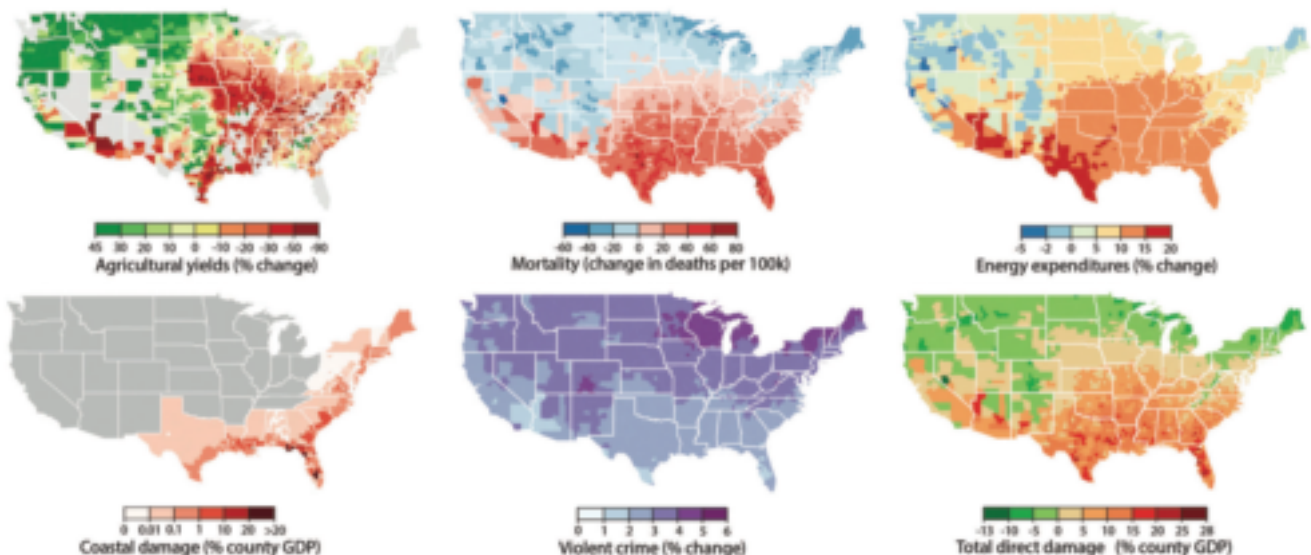 45 30 20 10 0 -10 -20 -30 -50 -90
Agricultural yields (% change)
-60 -40 -20 0 20 40 60 80
Mortality (change in deaths per 100k)
-5 -2 0 5 10 15 20
Energy expenditures (% change)
0 0.01 0.1 1 10 20 >20
Coastal damage (% county GDP)
0 1 2 3 4 5 6
Violent crime (% change)
-13 -10 -5 0 5 10 15 20 25 28
Total direct damage (% county GDP)